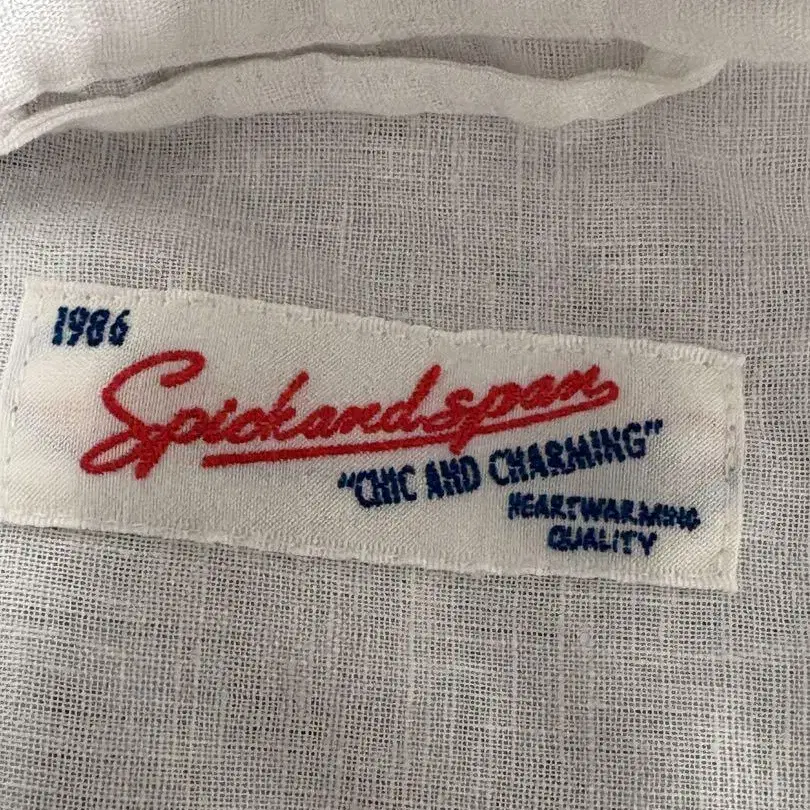 1986
Spickandspan
"CHIC AND CHARMING"
HEARTWARMING
QUALITY